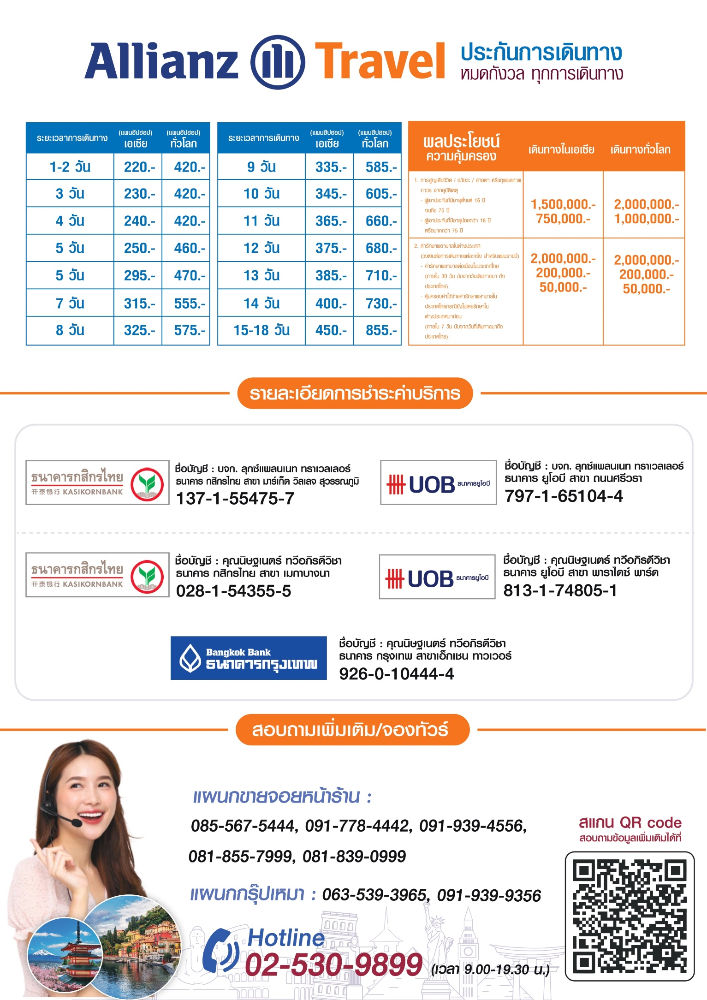 Allianz Travel ประกันการเดินทาง
หมดกังวล ทุกการเดินทาง
ระยะเวลาการเดินทาง (แผนฮิปฮอป) เอเซีย (แผนฮิปฮอป) ทั่วโลก
1-2 วัน 220.- 420.-
3 วัน 230.- 420.-
4 วัน 240.- 420.-
5 วัน 250.- 460.-
5 วัน 295.- 470.-
7 วัน 315.- 555.-
8 วัน 325.- 575.-
ระยะเวลาการเดินทาง (แผนฮิปฮอป) เอเซีย (แผนฮิปฮอป) ทั่วโลก
9 วัน 335.- 585.-
10 วัน 345.- 605.-
11 วัน 365.- 660.-
12 วัน 375.- 680.-
13 วัน 385.- 710.-
14 วัน 400.- 730.-
15-18 วัน 450.- 855.-
ผลประโยชน์
ความคุ้มครอง
เดินทางในเอเซีย เดินทางทั่วโลก
1. การสูญเสียชีวิต / อวัยวะ / สายตา หรือทุพพลภาพ
ถาวร จากอุบัติเหตุ
- ผู้เอาประกันที่มีอายุตั้งแต่ 16 ปี
จนถึง 75 ปี
- ผู้เอาประกันที่มีอายุน้อยกว่า 16 ปี
หรือมากกว่า 75 ปี
1,500,000.- 2,000,000.-
750,000.- 1,000,000.-
2. ค่ารักษาพยาบาลในต่างประเทศ
(วงเงินต่อการเดินทางแต่ละครั้ง สำหรับแผนรายปี)
- ค่ารักษาพยาบาลต่อเนื่องในประเทศไทย
(ภายใน 30 วัน นับจากวันเดินทางมา ถึง
ประเทศไทย)
- คุ้มครองค่าใช้จ่ายค่ารักษาพยาบาลใน
ประเทศไทยกรณียังไม่เคยรักษาใน
ต่างประเทศมาก่อน
(ภายใน 7 วัน นับจากวันที่เดินทางมาถึง
ประเทศไทย)
2,000,000.- 2,000,000.-
200,000.- 200,000.-
50,000.- 50,000.-
รายละเอียดการชำระค่าบริการ
ธนาคารกสิกรไทย
开泰银行 KASIKORNBANK
ชื่อบัญชี : บจก. ลุกซ์แพลนเนท ทราเวลเลอร์
ธนาคาร กสิกรไทย สาขา มาร์เก็ต วิลเลจ สุวรรณภูมิ
137-1-55475-7
UOB ธนาคารยูโอบี
ชื่อบัญชี : บจก. ลุกซ์แพลนเนท ทราเวลเลอร์
ธนาคาร ยูโอบี สาขา ถนนศรีวรา
797-1-65104-4
ธนาคารกสิกรไทย
开泰银行 KASIKORNBANK
ชื่อบัญชี : คุณนิษฐเนตร์ ทวีอภิรดีวิชา
ธนาคาร กสิกรไทย สาขา เมกาบางนา
028-1-54355-5
UOB ธนาคารยูโอบี
ชื่อบัญชี : คุณนิษฐเนตร์ ทวีอภิรดีวิชา
ธนาคาร ยูโอบี สาขา พาราไดซ์ พาร์ด
813-1-74805-1
Bangkok Bank
ธนาคารกรุงเทพ
ชื่อบัญชี : คุณนิษฐเนตร์ ทวีอภิรดีวิชา
ธนาคาร กรุงเทพ สาขาเอ็กเชน ทาวเวอร์
926-0-10444-4
สอบถามเพิ่มเติม/จองทัวร์
แผนกขายจอยหน้าร้าน :
085-567-5444, 091-778-4442, 091-939-4556,
081-855-7999, 081-839-0999
แผนกกรุ๊ปเหมา : 063-539-3965, 091-939-9356
Hotline
02-530-9899 (เวลา 9.00-19.30 น.)
สแกน QR code
สอบถามข้อมูลเพิ่มเติมได้ที่